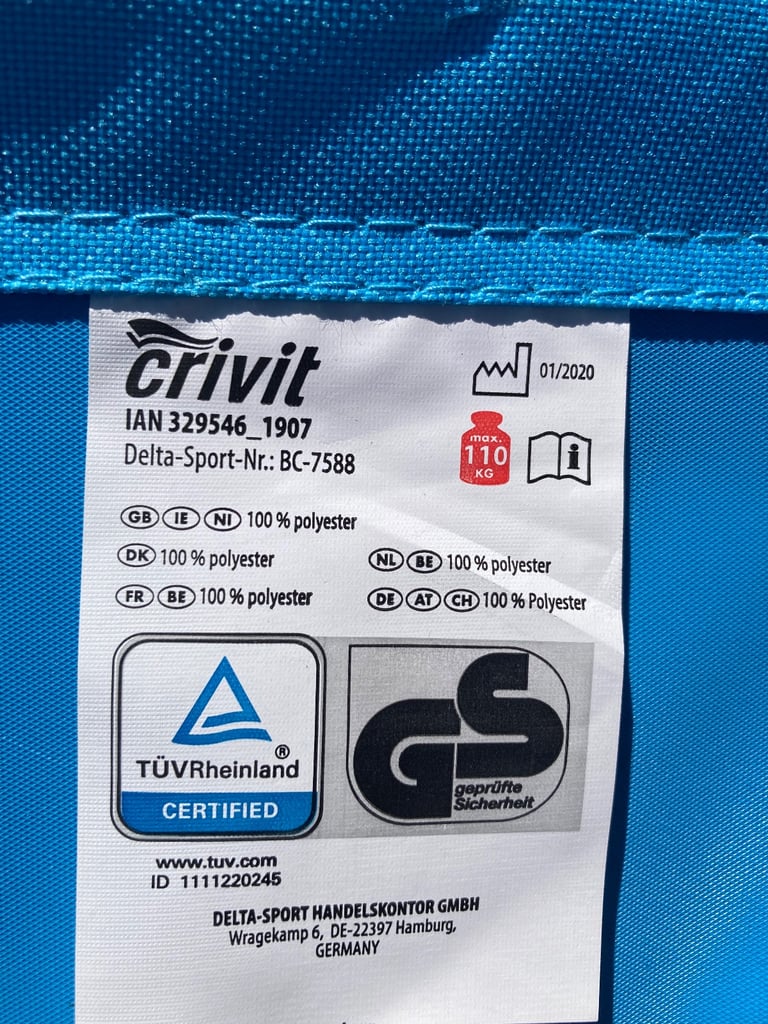 crivit
01/2020
IAN 329546_1907
Delta-Sport-Nr.: BC-7588
max.
110
KG
i
GB IE NI 100 % polyester
DK 100 % polyester
NL BE 100 % polyester
FR BE 100 % polyester
DE AT CH 100 % Polyester
TÜVRheinland®
CERTIFIED
GS
geprüfte
Sicherheit
www.tuv.com
ID 1111220245
DELTA-SPORT HANDELSKONTOR GMBH
Wragekamp 6, DE-22397 Hamburg,
GERMANY